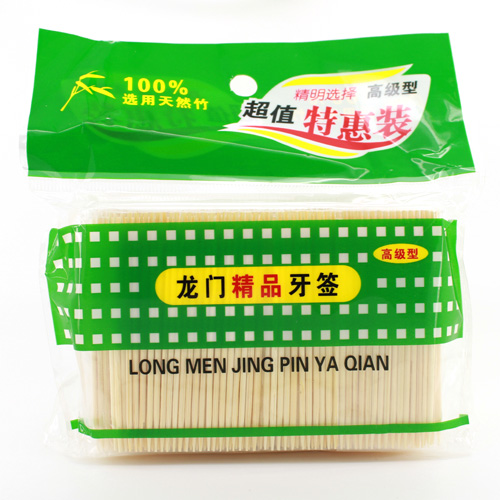 100%
选用天然竹
精明选择 高级型
超值 特惠装
高级型
龙门精品牙签
LONG MEN JING PIN YA QIAN